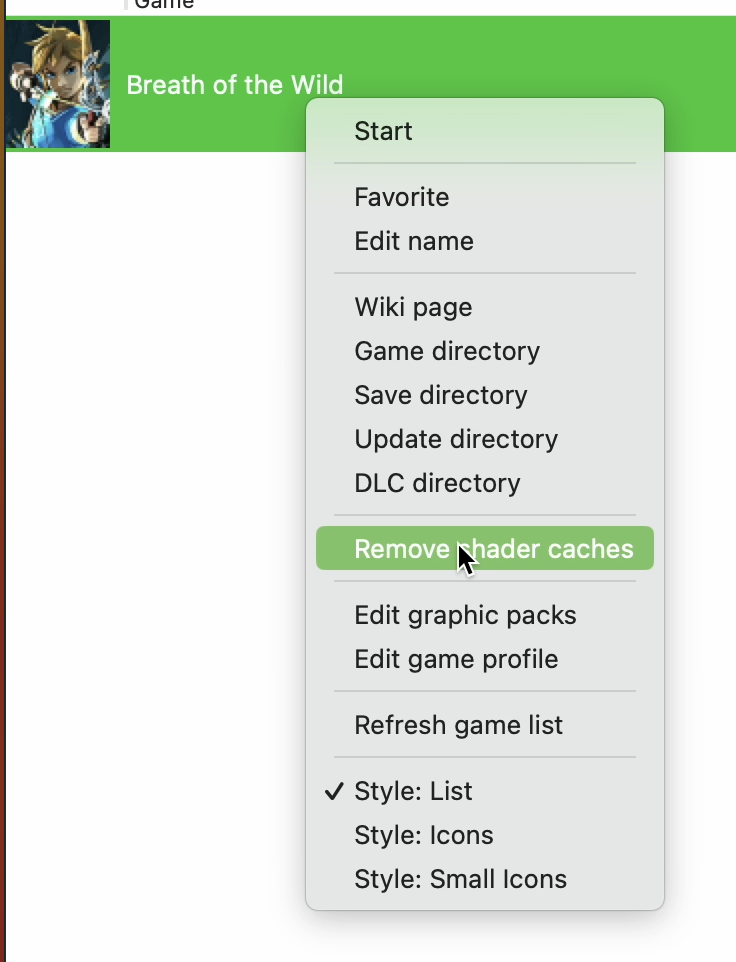 Game
Breath of the Wild
Start
Favorite
Edit name
Wiki page
Game directory
Save directory
Update directory
DLC directory
Remove shader caches
Edit graphic packs
Edit game profile
Refresh game list
Style: List
Style: Icons
Style: Small Icons